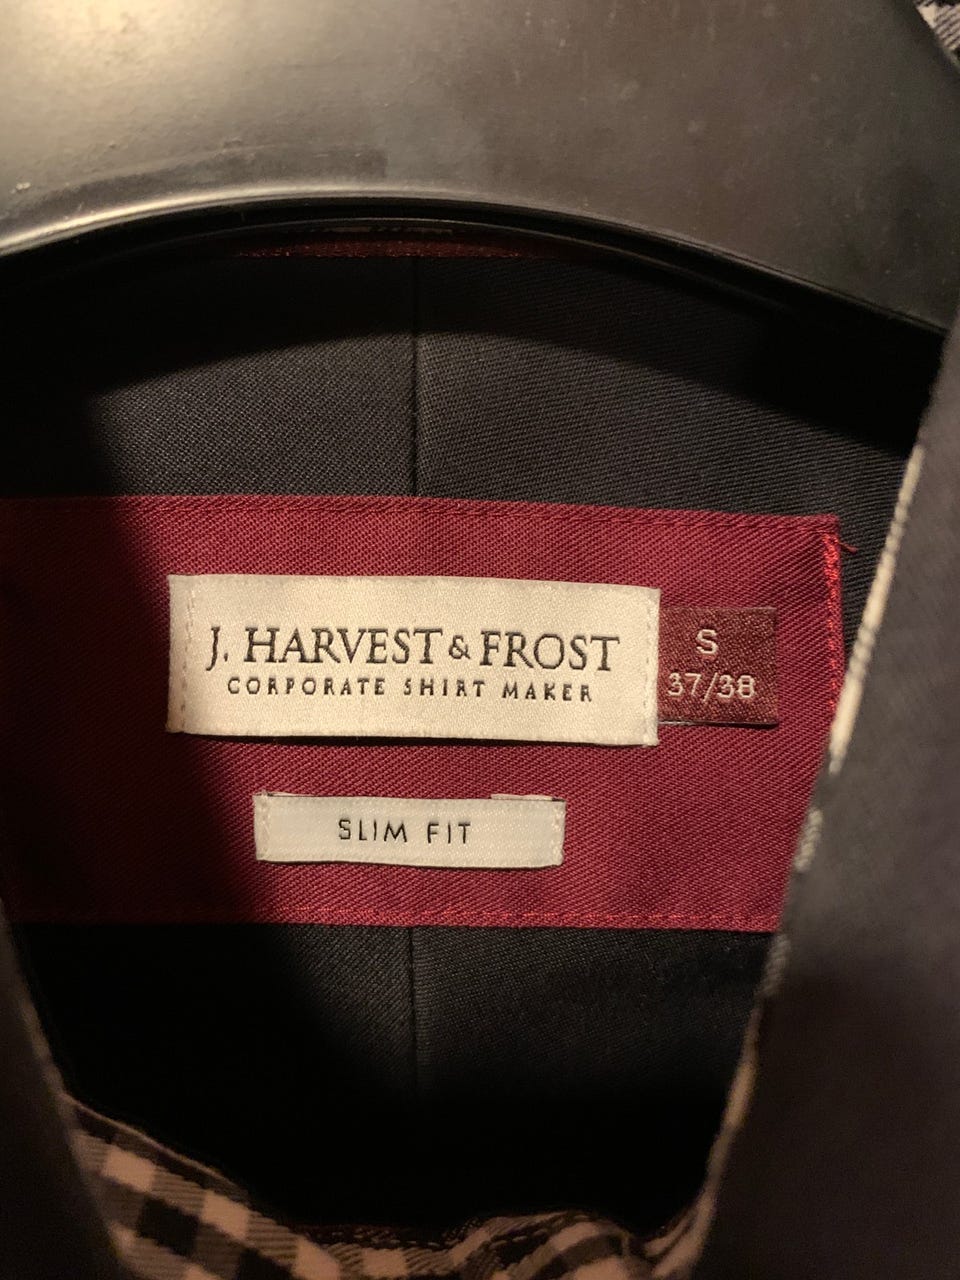 J. HARVEST & FROST
CORPORATE SHIRT MAKER
S
37/38
SLIM FIT